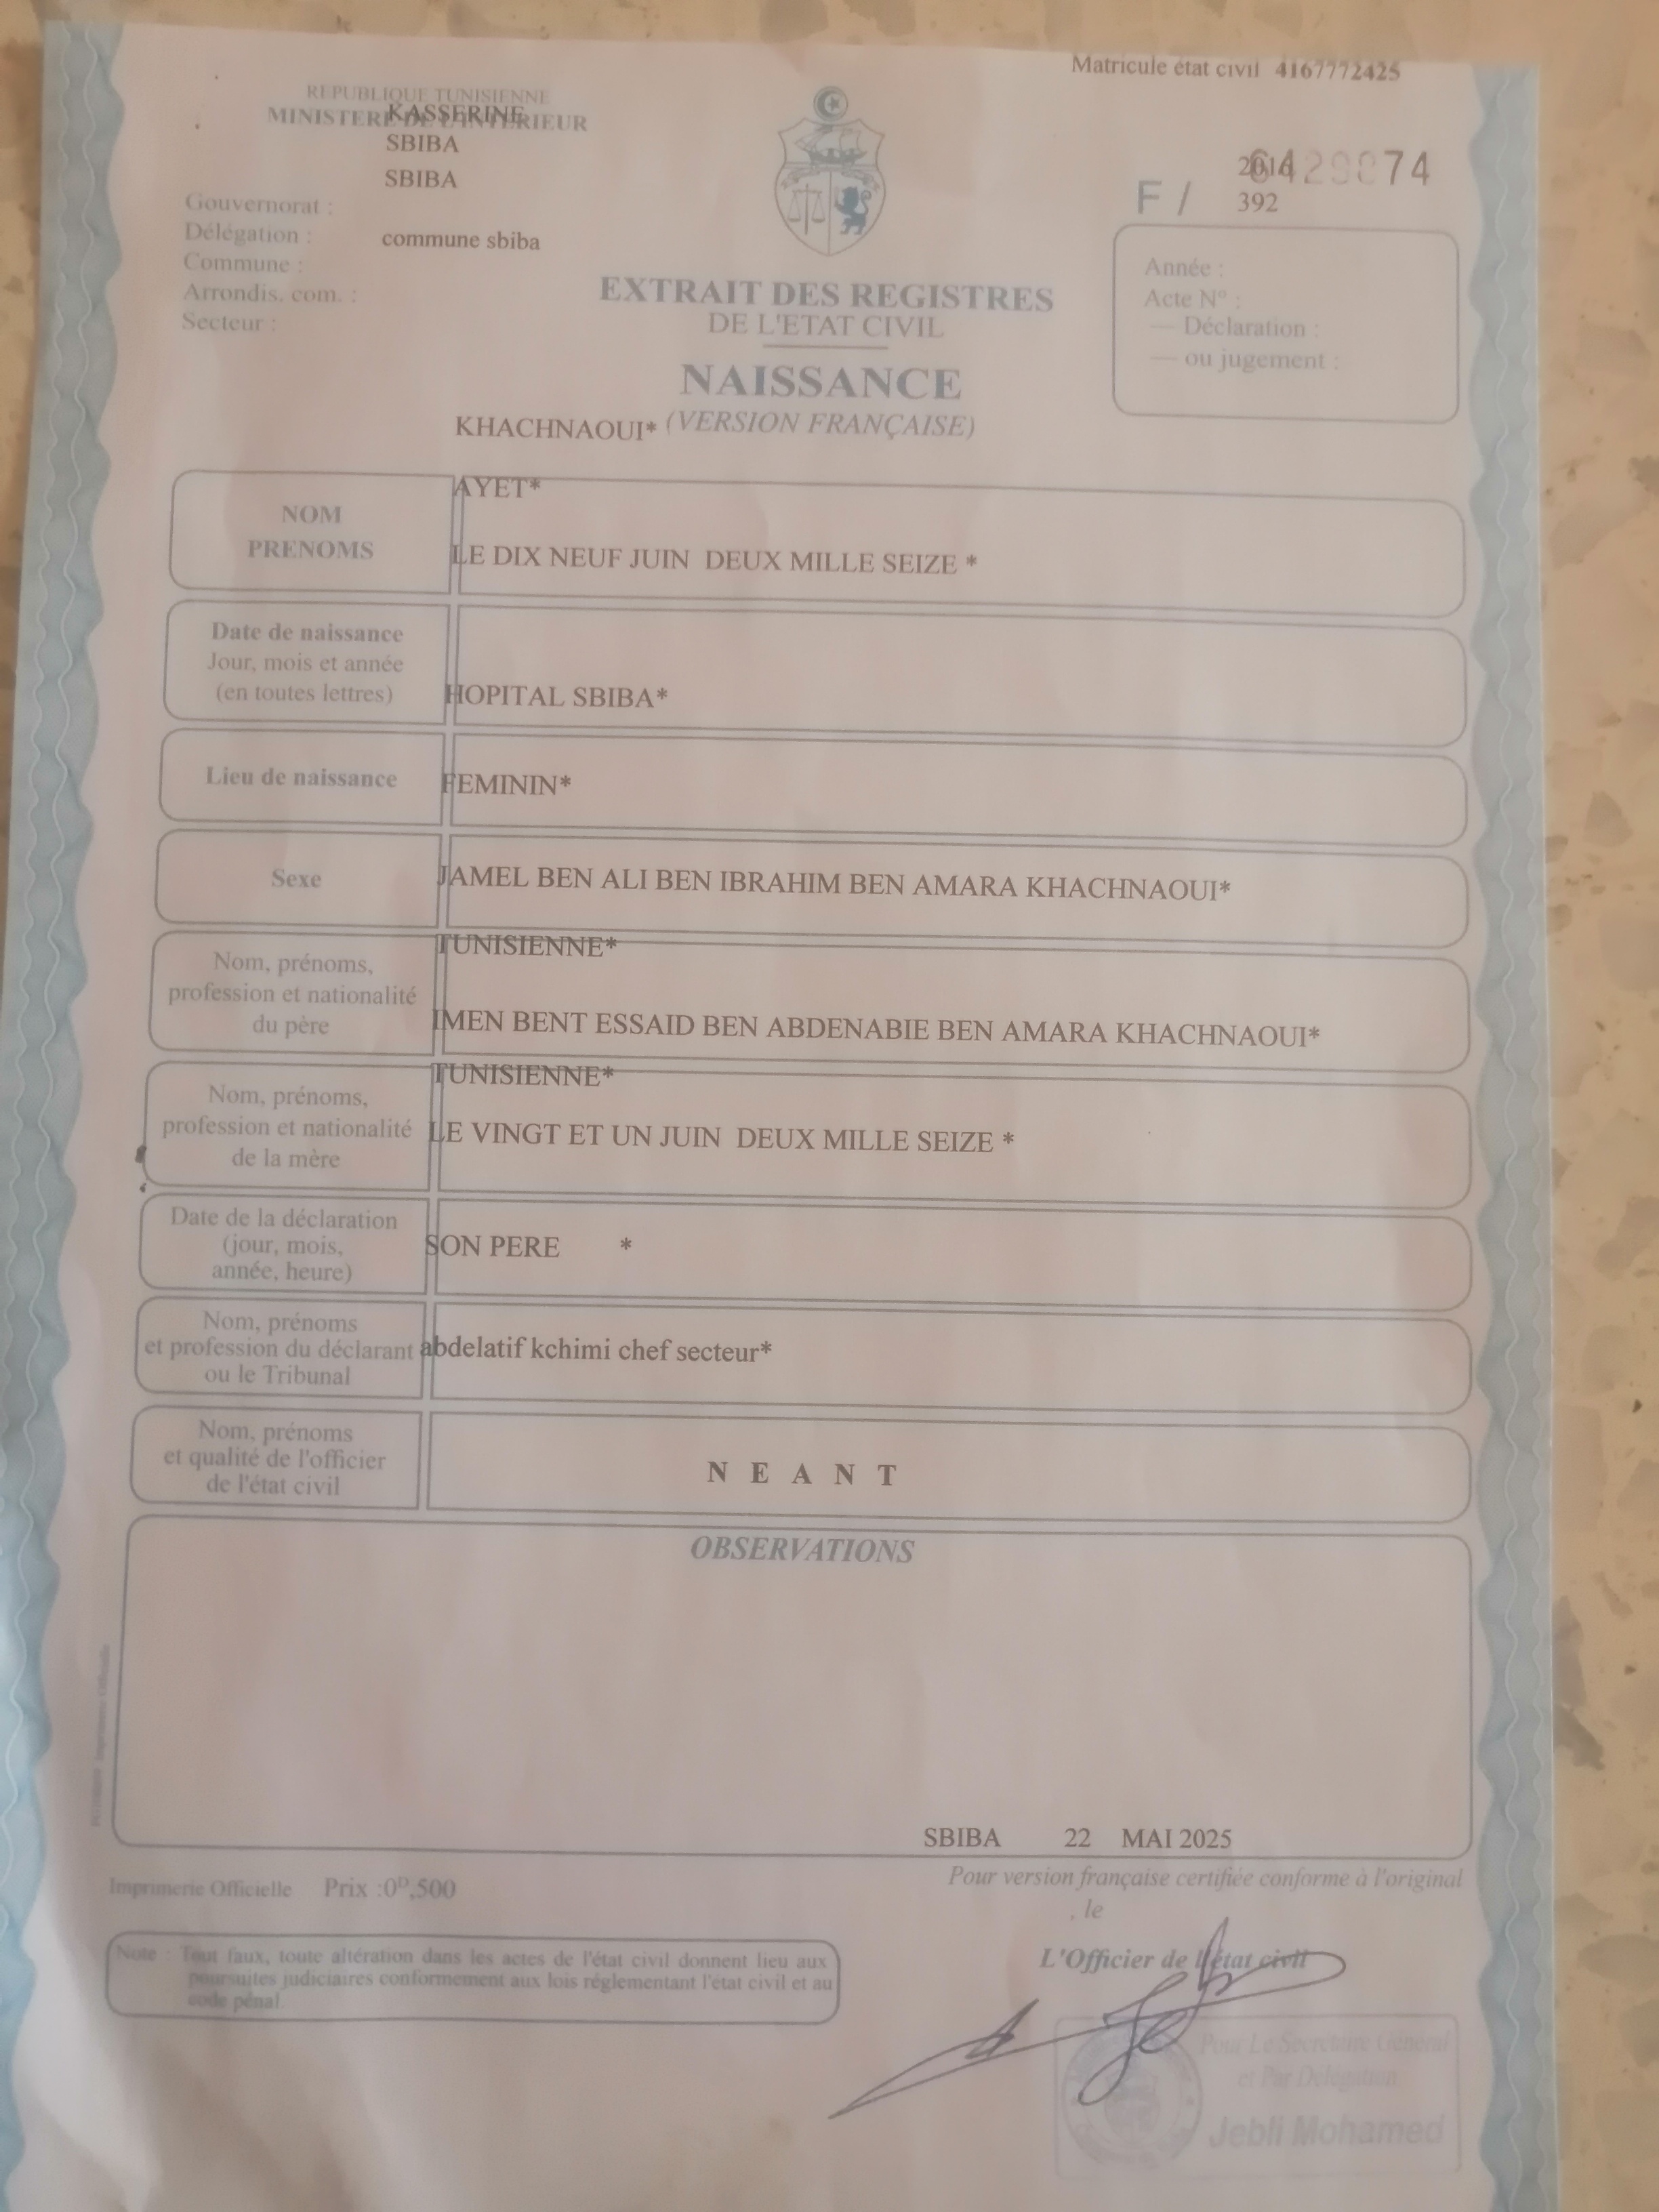 Matricule état civil 4167772425
REPUBLIQUE TUNISIENNE
MINISTERE DE L'INTERIEUR
KASSERINE
SBIBA
SBIBA
Gouvernorat :
Délégation :
commune sbiba
Commune :
Arrondis. com. :
Secteur :
F /
2016
392
Année :
Acte N° :
— Déclaration :
— ou jugement :
EXTRAIT DES REGISTRES
DE L'ETAT CIVIL
NAISSANCE
(VERSION FRANÇAISE)
KHACHNAOUI*
AYET*
NOM
PRENOMS
LE DIX NEUF JUIN DEUX MILLE SEIZE *
Date de naissance
Jour, mois et année
(en toutes lettres)
HOPITAL SBIBA*
Lieu de naissance
FEMININ*
Sexe
JAMEL BEN ALI BEN IBRAHIM BEN AMARA KHACHNAOUI*
TUNISIENNE*
Nom, prénoms,
profession et nationalité
du père
IMEN BENT ESSAID BEN ABDENABIE BEN AMARA KHACHNAOUI*
TUNISIENNE*
Nom, prénoms,
profession et nationalité
de la mère
LE VINGT ET UN JUIN DEUX MILLE SEIZE *
Date de la déclaration
(jour, mois,
année, heure)
SON PERE *
Nom, prénoms
et profession du déclarant
ou le Tribunal
abdelatif kchimi chef secteur*
Nom, prénoms
et qualité de l'officier
de l'état civil
N E A N T
OBSERVATIONS
SBIBA 22 MAI 2025
Pour version française certifiée conforme à l'original
, le
Imprimerie Officielle Prix :0ᴰ,500
Note : Tout faux, toute altération dans les actes de l'état civil donnent lieu aux
poursuites judiciaires conformement aux lois réglementant l'état civil et au
code pénal.
L'Officier de l'état civil
Pour Le Secrétaire Général
et Par Délégation
Jebli Mohamed